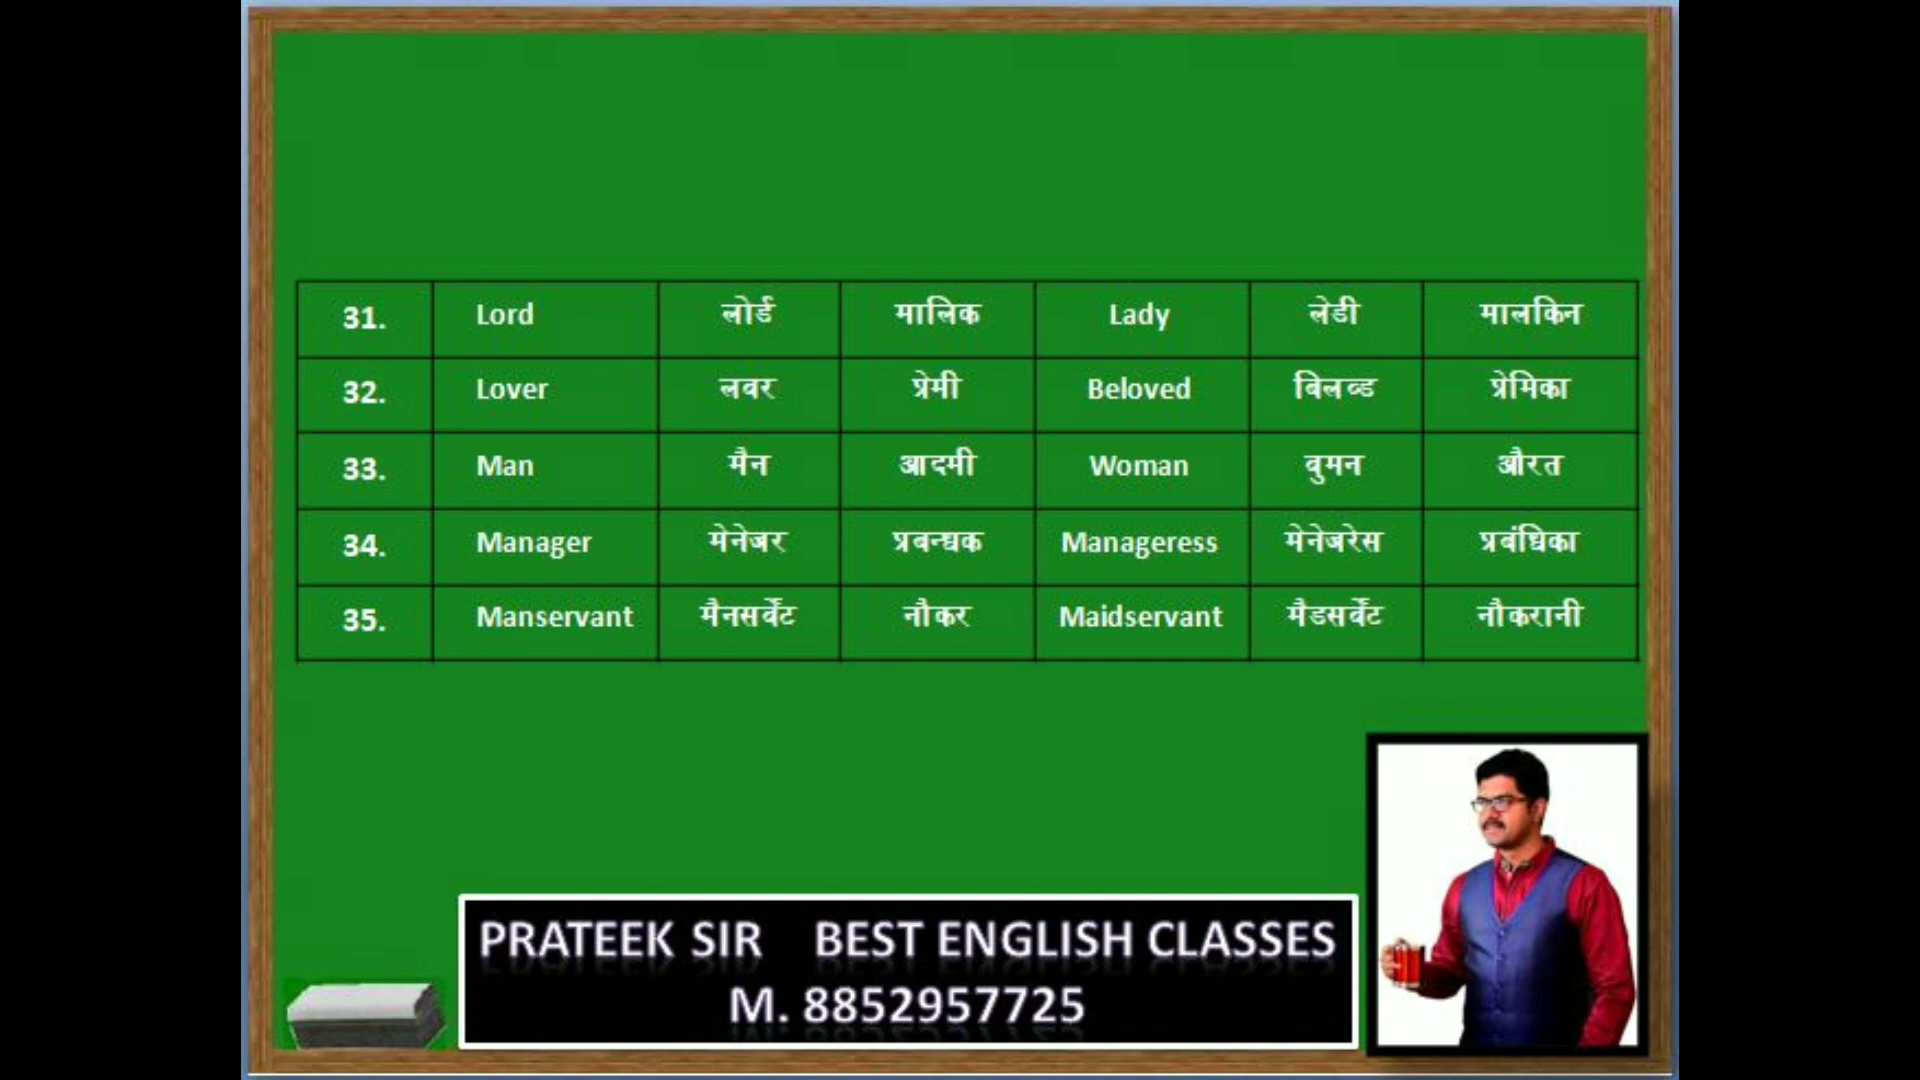 31. Lord लोर्ड मालिक Lady लेडी मालकिन
32. Lover लवर प्रेमी Beloved बिलव्ड प्रेमिका
33. Man मैन आदमी Woman वुमन औरत
34. Manager मेनेजर प्रबन्धक Manageress मेनेजरेस प्रबंधिका
35. Manservant मैनसर्वेंट नौकर Maidservant मैडसर्वेंट नौकरानी
PRATEEK SIR BEST ENGLISH CLASSES
M. 8852957725